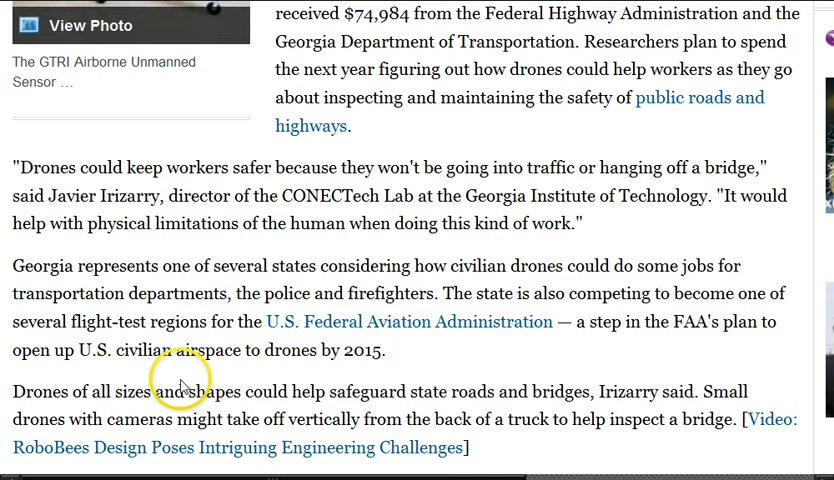 View Photo
The GTRI Airborne Unmanned
Sensor …
received $74,984 from the Federal Highway Administration and the
Georgia Department of Transportation. Researchers plan to spend
the next year figuring out how drones could help workers as they go
about inspecting and maintaining the safety of public roads and
highways.
"Drones could keep workers safer because they won't be going into traffic or hanging off a bridge,"
said Javier Irizarry, director of the CONECTech Lab at the Georgia Institute of Technology. "It would
help with physical limitations of the human when doing this kind of work."
Georgia represents one of several states considering how civilian drones could do some jobs for
transportation departments, the police and firefighters. The state is also competing to become one of
several flight-test regions for the U.S. Federal Aviation Administration — a step in the FAA's plan to
open up U.S. civilian airspace to drones by 2015.
Drones of all sizes and shapes could help safeguard state roads and bridges, Irizarry said. Small
drones with cameras might take off vertically from the back of a truck to help inspect a bridge. [Video:
RoboBees Design Poses Intriguing Engineering Challenges]